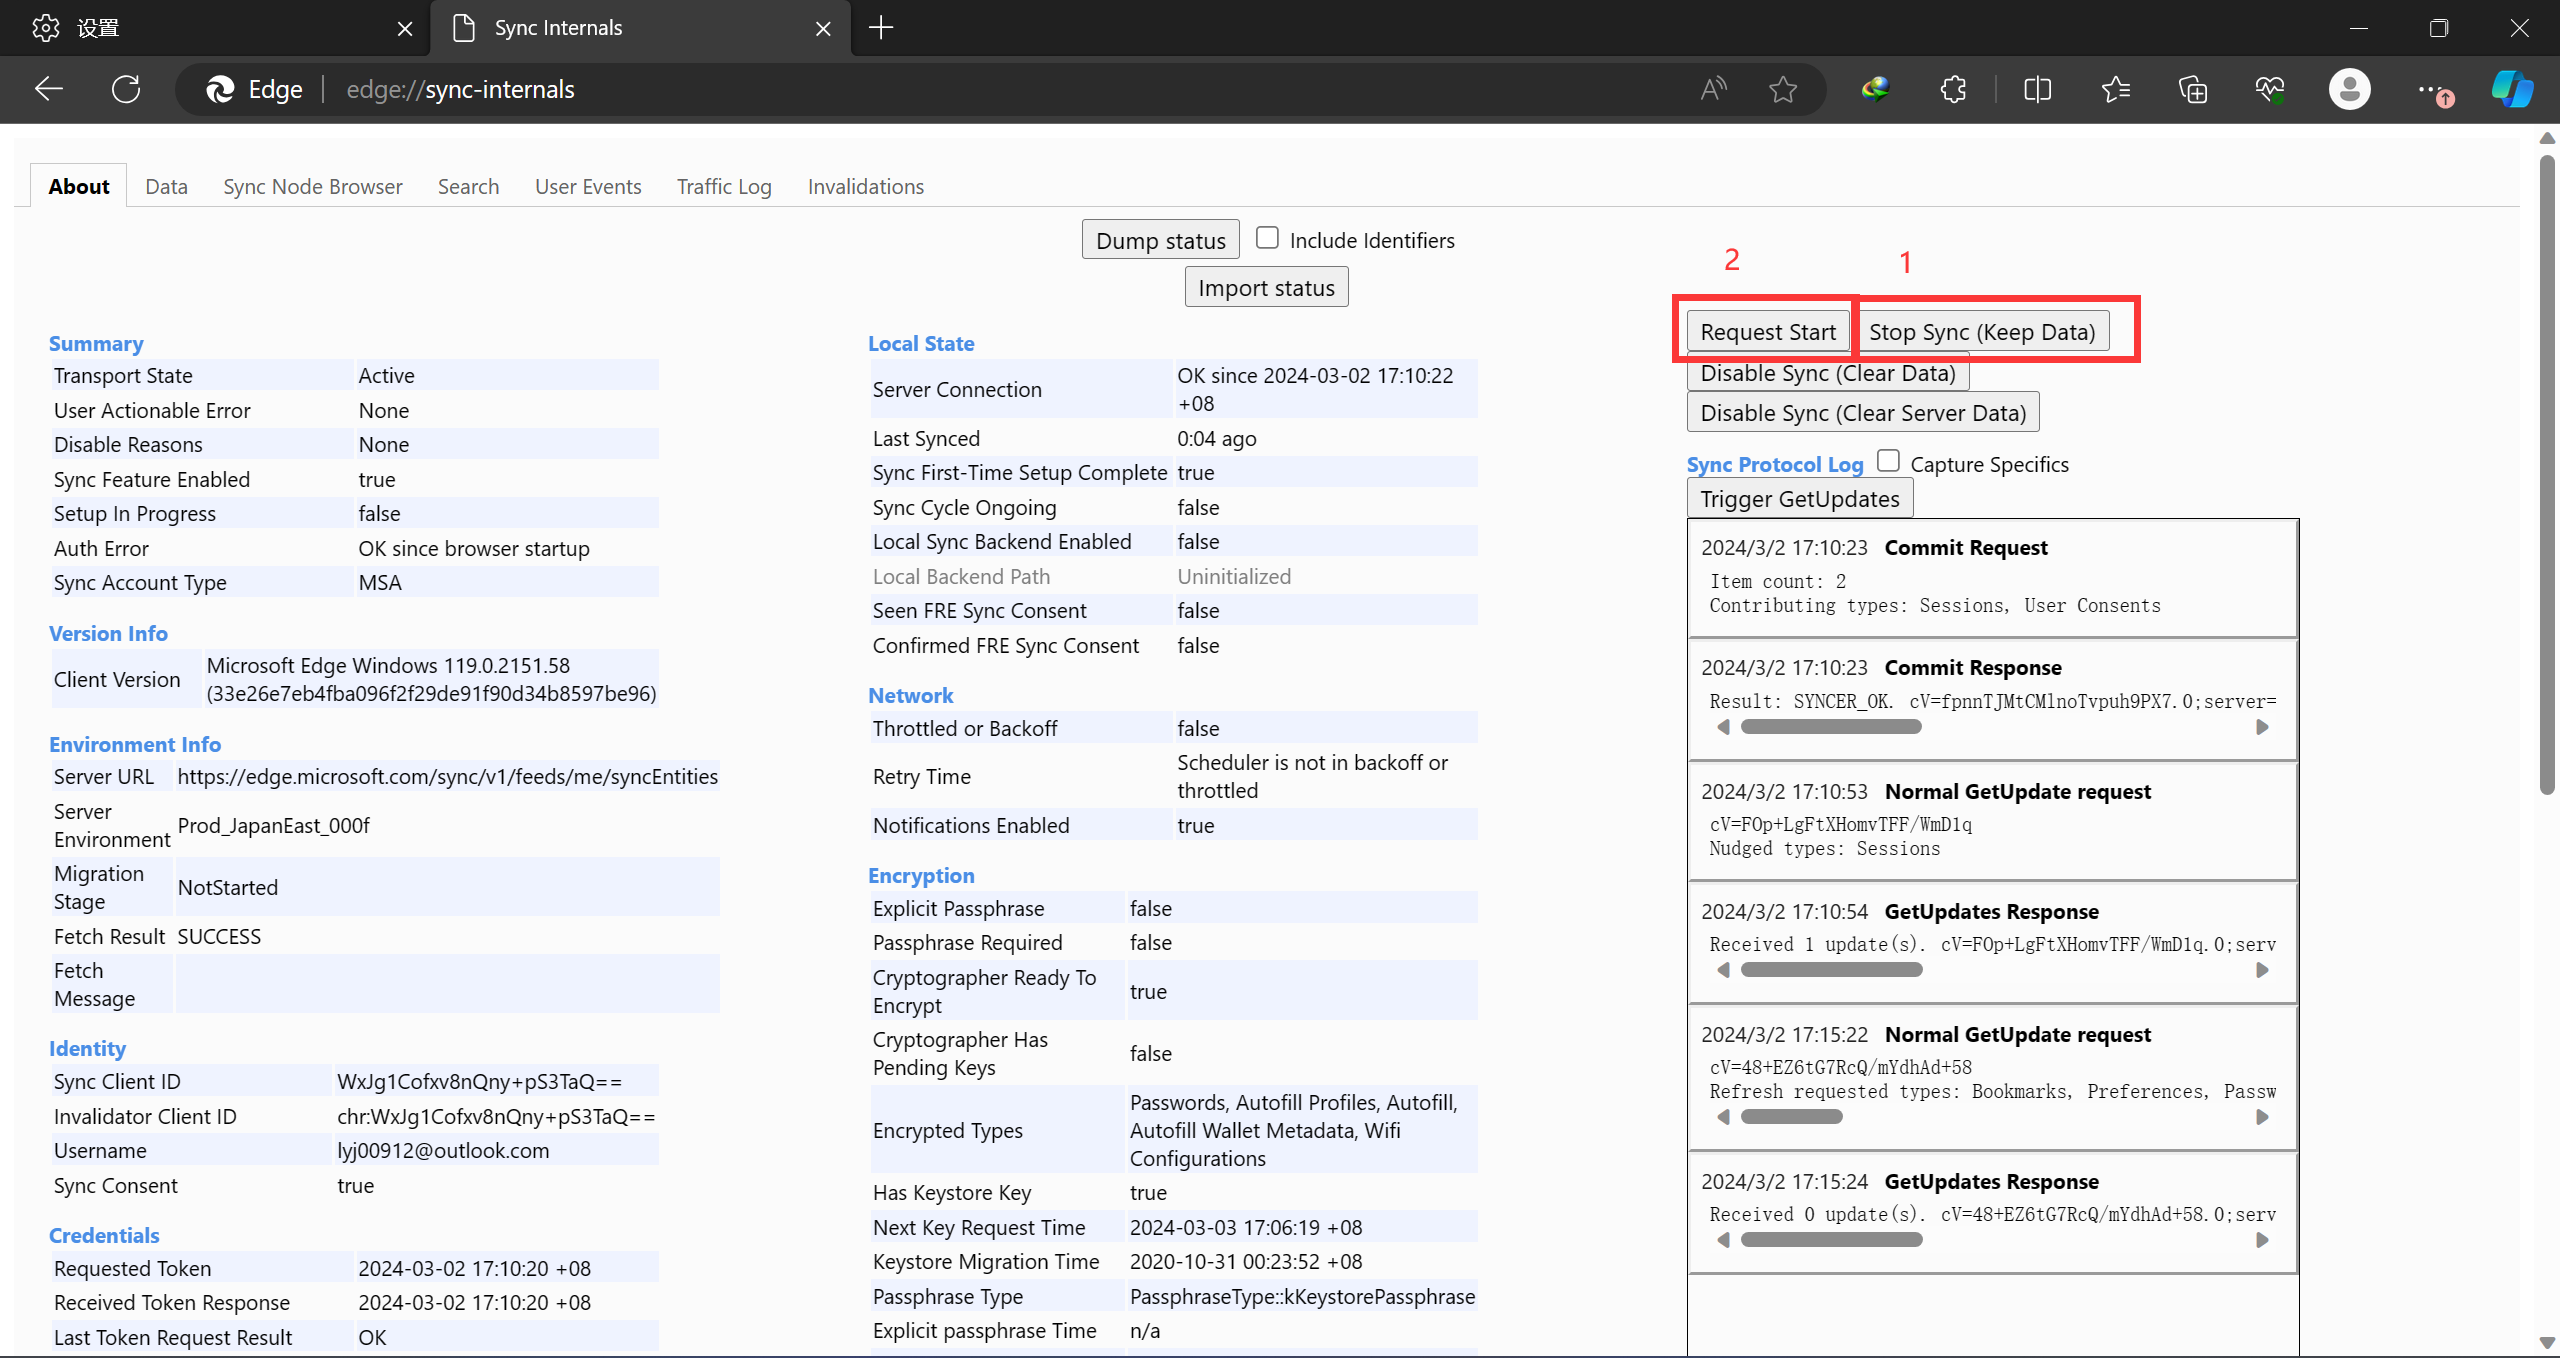 设置
Sync Internals
Edge
edge://sync-internals
About
Data
Sync Node Browser
Search
User Events
Traffic Log
Invalidations
Dump status
Include Identifiers
Import status
Summary
Transport State Active
User Actionable Error None
Disable Reasons None
Sync Feature Enabled true
Setup In Progress false
Auth Error OK since browser startup
Sync Account Type MSA
Version Info
Client Version Microsoft Edge Windows 119.0.2151.58
(33e26e7eb4fba096f2f29de91f90d34b8597be96)
Environment Info
Server URL https://edge.microsoft.com/sync/v1/feeds/me/syncEntities
Server
Environment Prod_JapanEast_000f
Migration
Stage NotStarted
Fetch Result SUCCESS
Fetch
Message
Identity
Sync Client ID WxJg1Cofxv8nQny+pS3TaQ==
Invalidator Client ID chr:WxJg1Cofxv8nQny+pS3TaQ==
Username lyj00912@outlook.com
Sync Consent true
Credentials
Requested Token 2024-03-02 17:10:20 +08
Received Token Response 2024-03-02 17:10:20 +08
Last Token Request Result OK
Local State
Server Connection OK since 2024-03-02 17:10:22
+08
Last Synced 0:04 ago
Sync First-Time Setup Complete true
Sync Cycle Ongoing false
Local Sync Backend Enabled false
Local Backend Path Uninitialized
Seen FRE Sync Consent false
Confirmed FRE Sync Consent false
Network
Throttled or Backoff false
Retry Time Scheduler is not in backoff or
throttled
Notifications Enabled true
Encryption
Explicit Passphrase false
Passphrase Required false
Cryptographer Ready To
Encrypt true
Cryptographer Has
Pending Keys false
Encrypted Types Passwords, Autofill Profiles, Autofill,
Autofill Wallet Metadata, Wifi
Configurations
Has Keystore Key true
Next Key Request Time 2024-03-03 17:06:19 +08
Keystore Migration Time 2020-10-31 00:23:52 +08
Passphrase Type PassphraseType::kKeystorePassphrase
Explicit passphrase Time n/a
2 1
Request Start Stop Sync (Keep Data)
Disable Sync (Clear Data)
Disable Sync (Clear Server Data)
Sync Protocol Log Capture Specifics
Trigger GetUpdates
2024/3/2 17:10:23 Commit Request
Item count: 2
Contributing types: Sessions, User Consents
2024/3/2 17:10:23 Commit Response
Result: SYNCER_OK. cV=fpnnTJMtCMlnoTvpuh9PX7.0;server=
2024/3/2 17:10:53 Normal GetUpdate request
cV=FOp+LgFtXHomvTFF/WmD1q
Nudged types: Sessions
2024/3/2 17:10:54 GetUpdates Response
Received 1 update(s). cV=FOp+LgFtXHomvTFF/WmD1q.0;serv
2024/3/2 17:15:22 Normal GetUpdate request
cV=48+EZ6tG7RcQ/mYdhAd+58
Refresh requested types: Bookmarks, Preferences, Passw
2024/3/2 17:15:24 GetUpdates Response
Received 0 update(s). cV=48+EZ6tG7RcQ/mYdhAd+58.0;serv